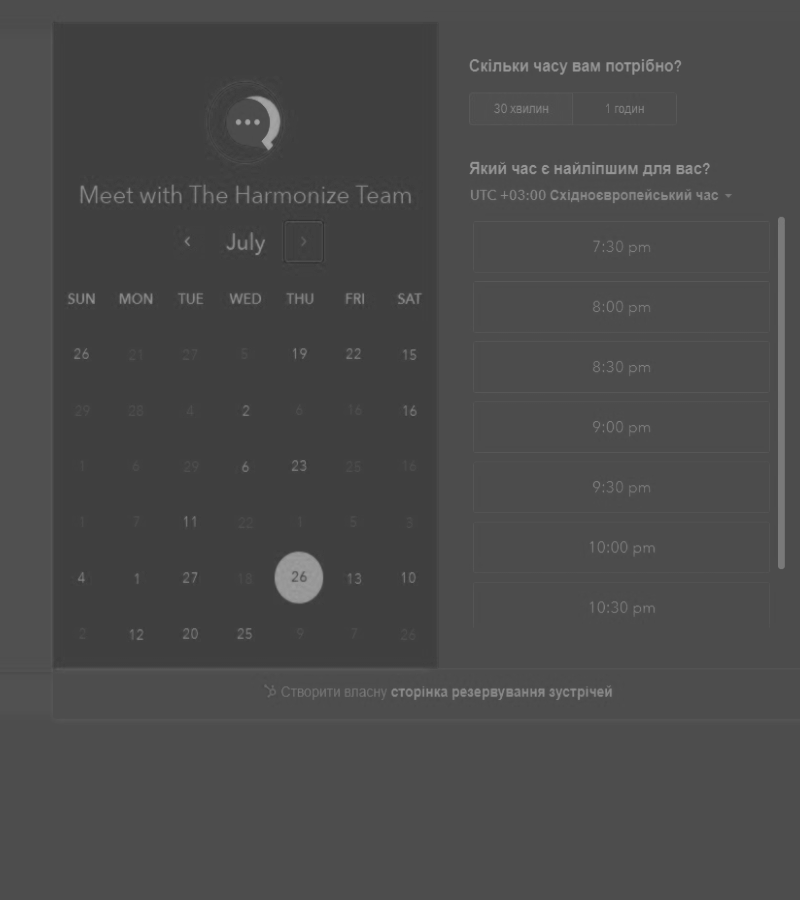 Meet with The Harmonize Team
July
SUN MON TUE WED THU FRI SAT
26 21 27 5 19 22 15
29 28 4 2 6 16 16
1 6 29 6 23 25 16
1 7 11 22 1 5 3
4 1 27 18 26 13 10
2 12 20 25 9 7 26
Скільки часу вам потрібно?
30 хвилин 1 годин
Який час є найліпшим для вас?
UTC +03:00 Східноєвропейський час
7:30 pm
8:00 pm
8:30 pm
9:00 pm
9:30 pm
10:00 pm
10:30 pm
Створити власну сторінка резервування зустрічей